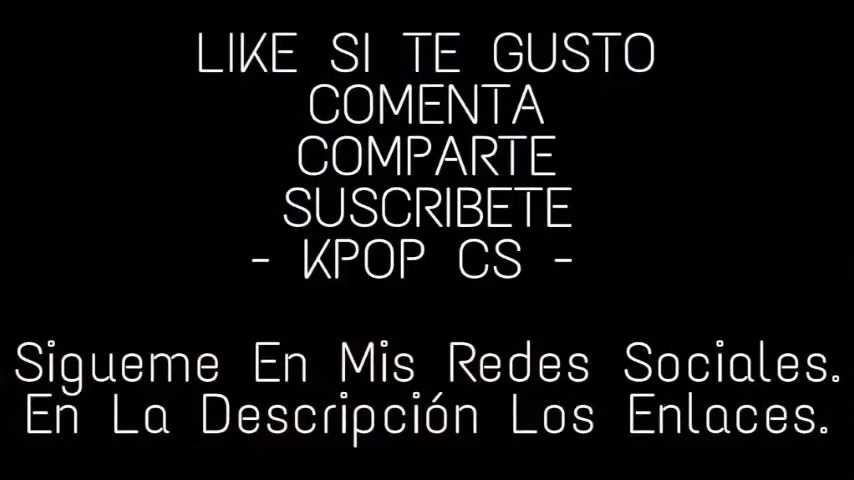 LIKE SI TE GUSTO
COMENTA
COMPARTE
SUSCRIBETE
- KPOP CS -
Sigueme En Mis Redes Sociales.
En La Descripción Los Enlaces.